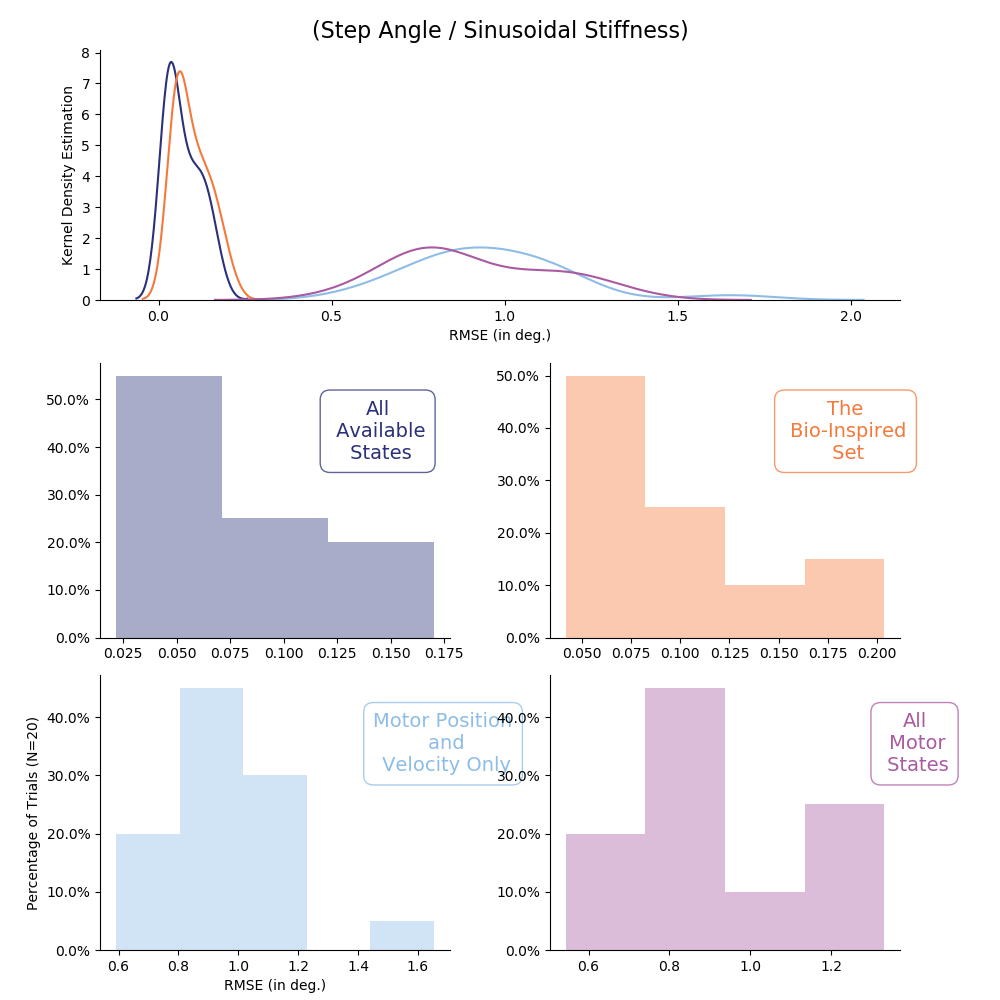 (Step Angle / Sinusoidal Stiffness)
8
7
6
5
4
3
2
1
0
Kernel Density Estimation
0.0 0.5 1.0 1.5 2.0
RMSE (in deg.)
50.0%
40.0%
30.0%
20.0%
10.0%
0.0%
All
Available
States
0.025 0.050 0.075 0.100 0.125 0.150 0.175
50.0%
40.0%
30.0%
20.0%
10.0%
0.0%
The
Bio-Inspired
Set
0.050 0.075 0.100 0.125 0.150 0.175 0.200
Percentage of Trials (N=20)
40.0%
30.0%
20.0%
10.0%
0.0%
Motor Position
and
Velocity Only
0.6 0.8 1.0 1.2 1.4 1.6
RMSE (in deg.)
40.0%
30.0%
20.0%
10.0%
0.0%
All
Motor
States
0.6 0.8 1.0 1.2